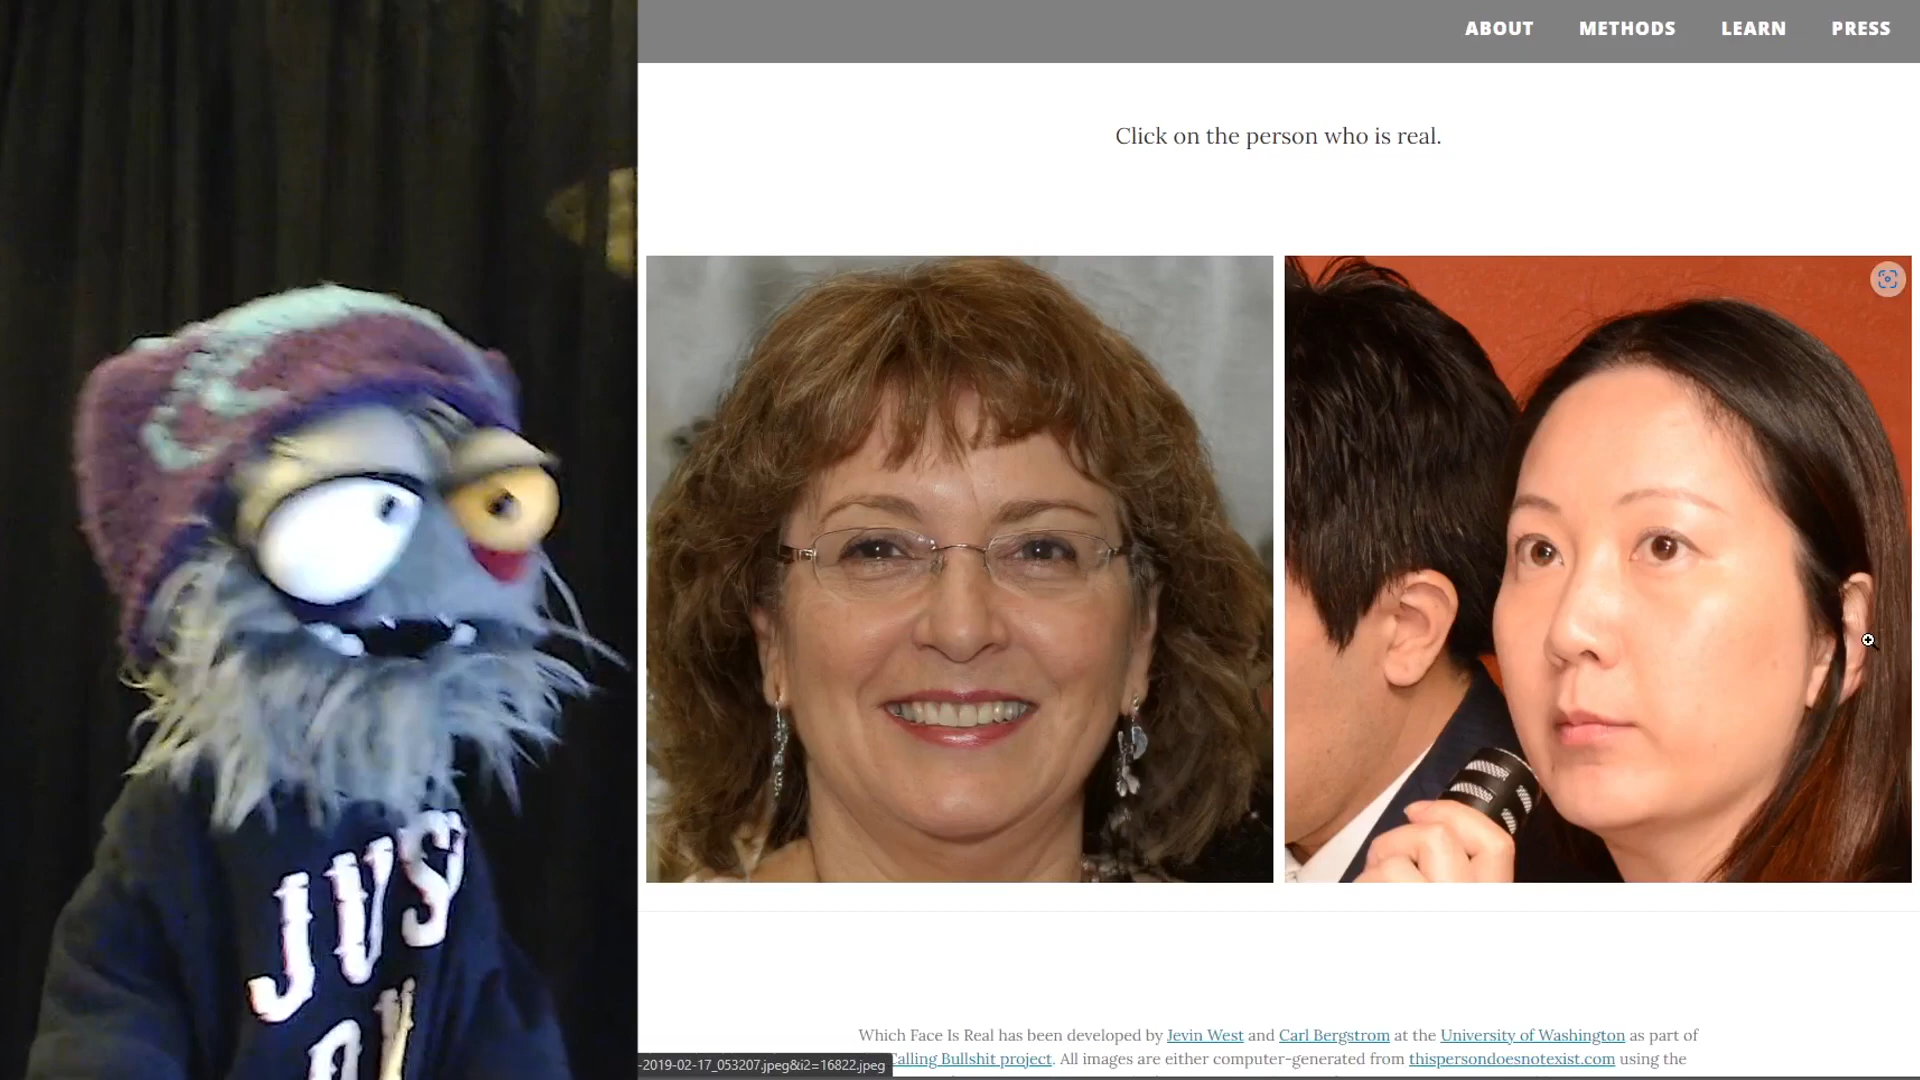 ABOUT METHODS LEARN PRESS
Click on the person who is real.
JUS
Which Face Is Real has been developed by Jevin West and Carl Bergstrom at the University of Washington as part of
Calling Bullshit project. All images are either computer-generated from thispersondoesnotexist.com using the
-2019-02-17_053207.jpeg&i2=16822.jpeg